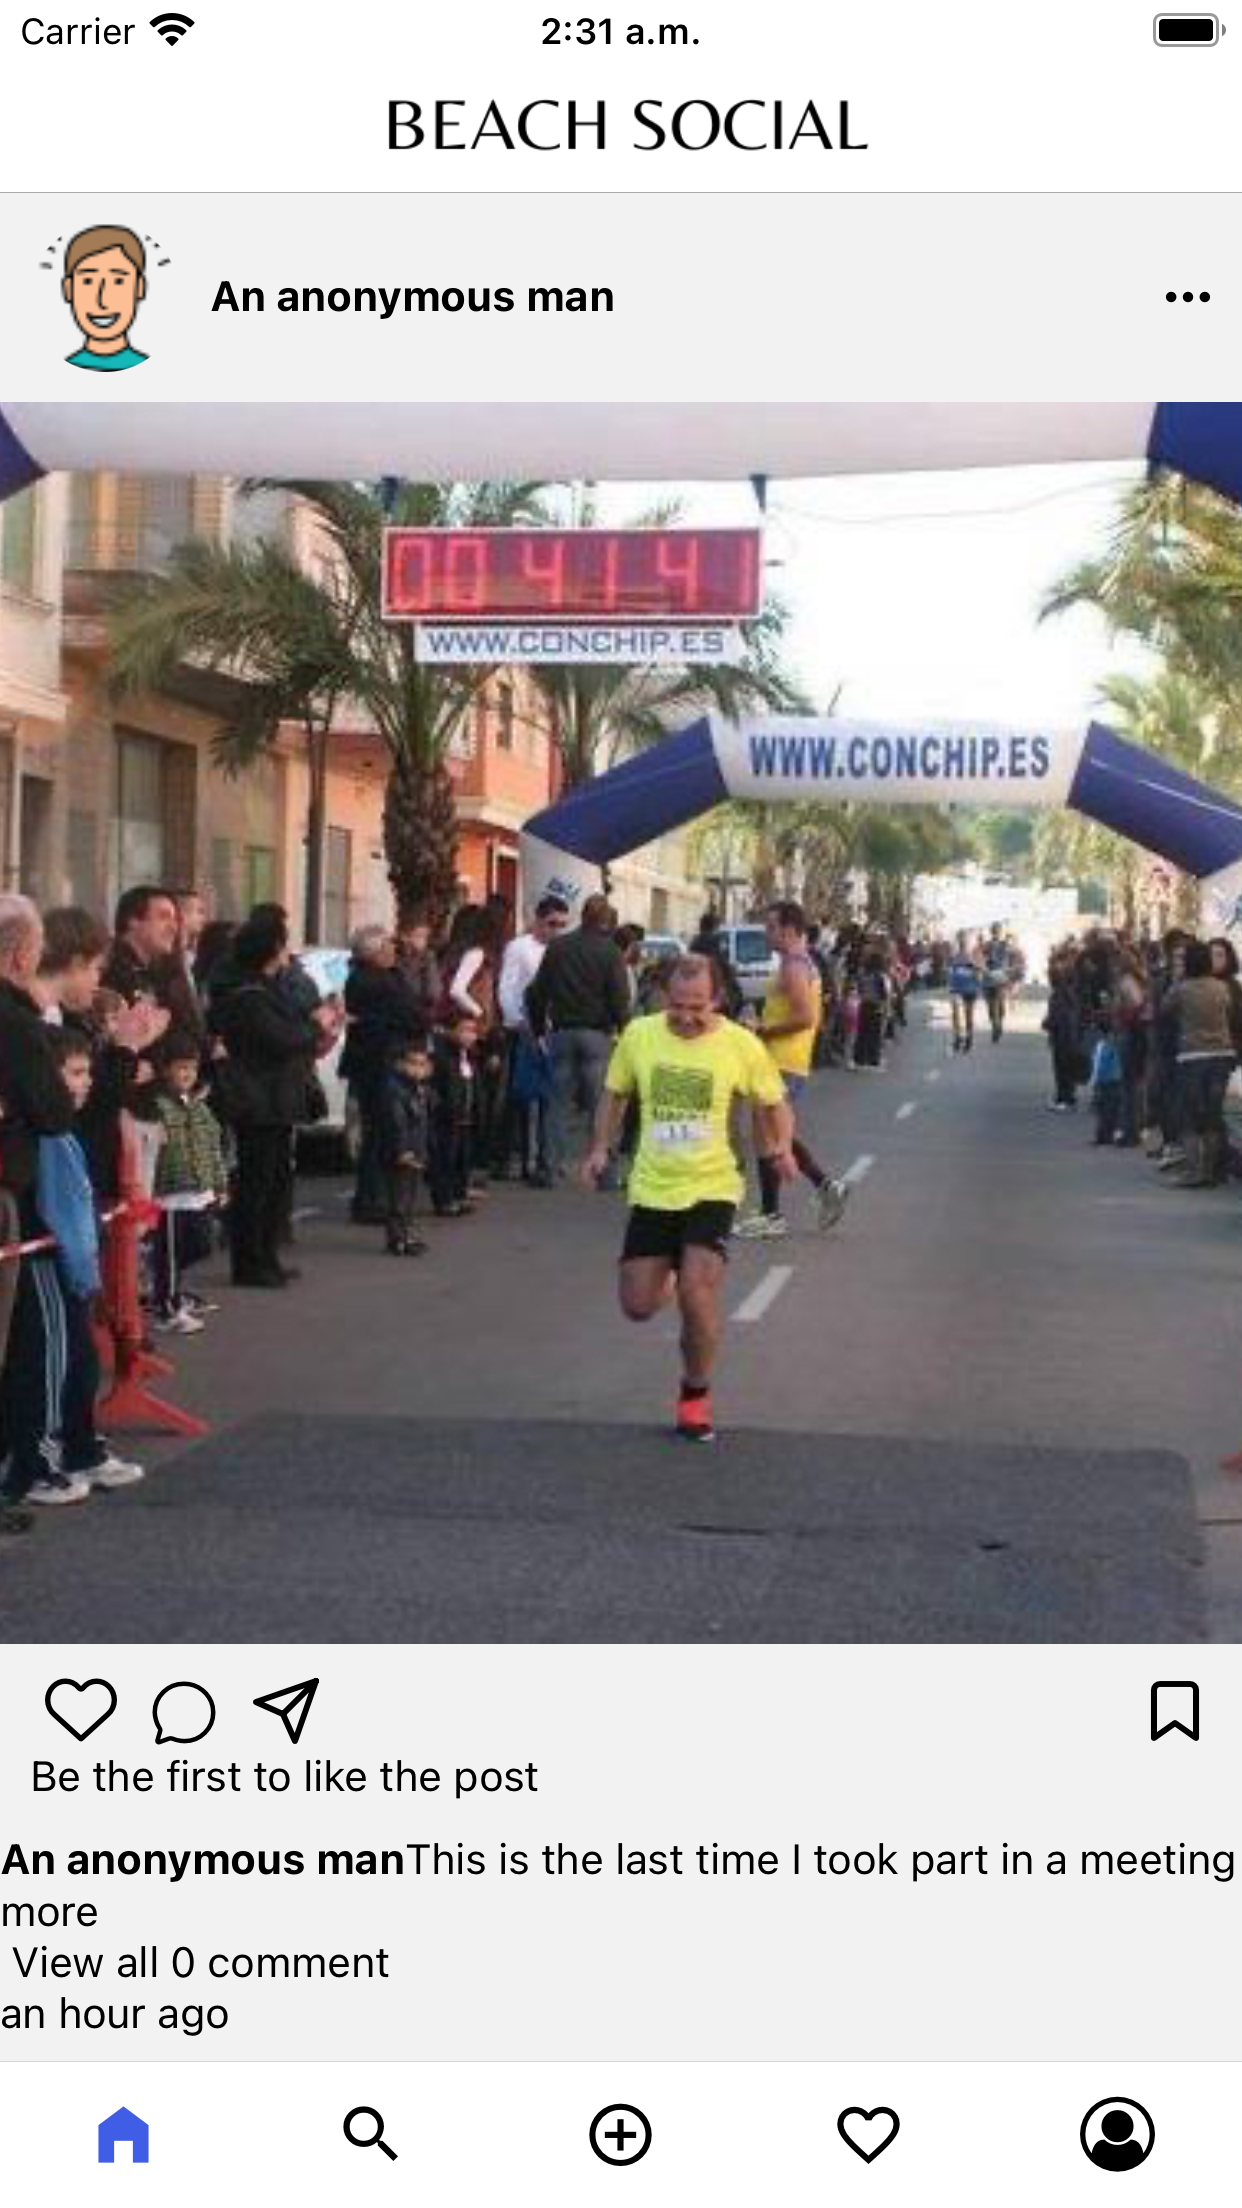 Carrier
2:31 a.m.
BEACH SOCIAL
An anonymous man
00 41 41
WWW.CONCHIP.ES
WWW.CONCHIP.ES
Be the first to like the post
An anonymous manThis is the last time I took part in a meeting
more
View all 0 comment
an hour ago